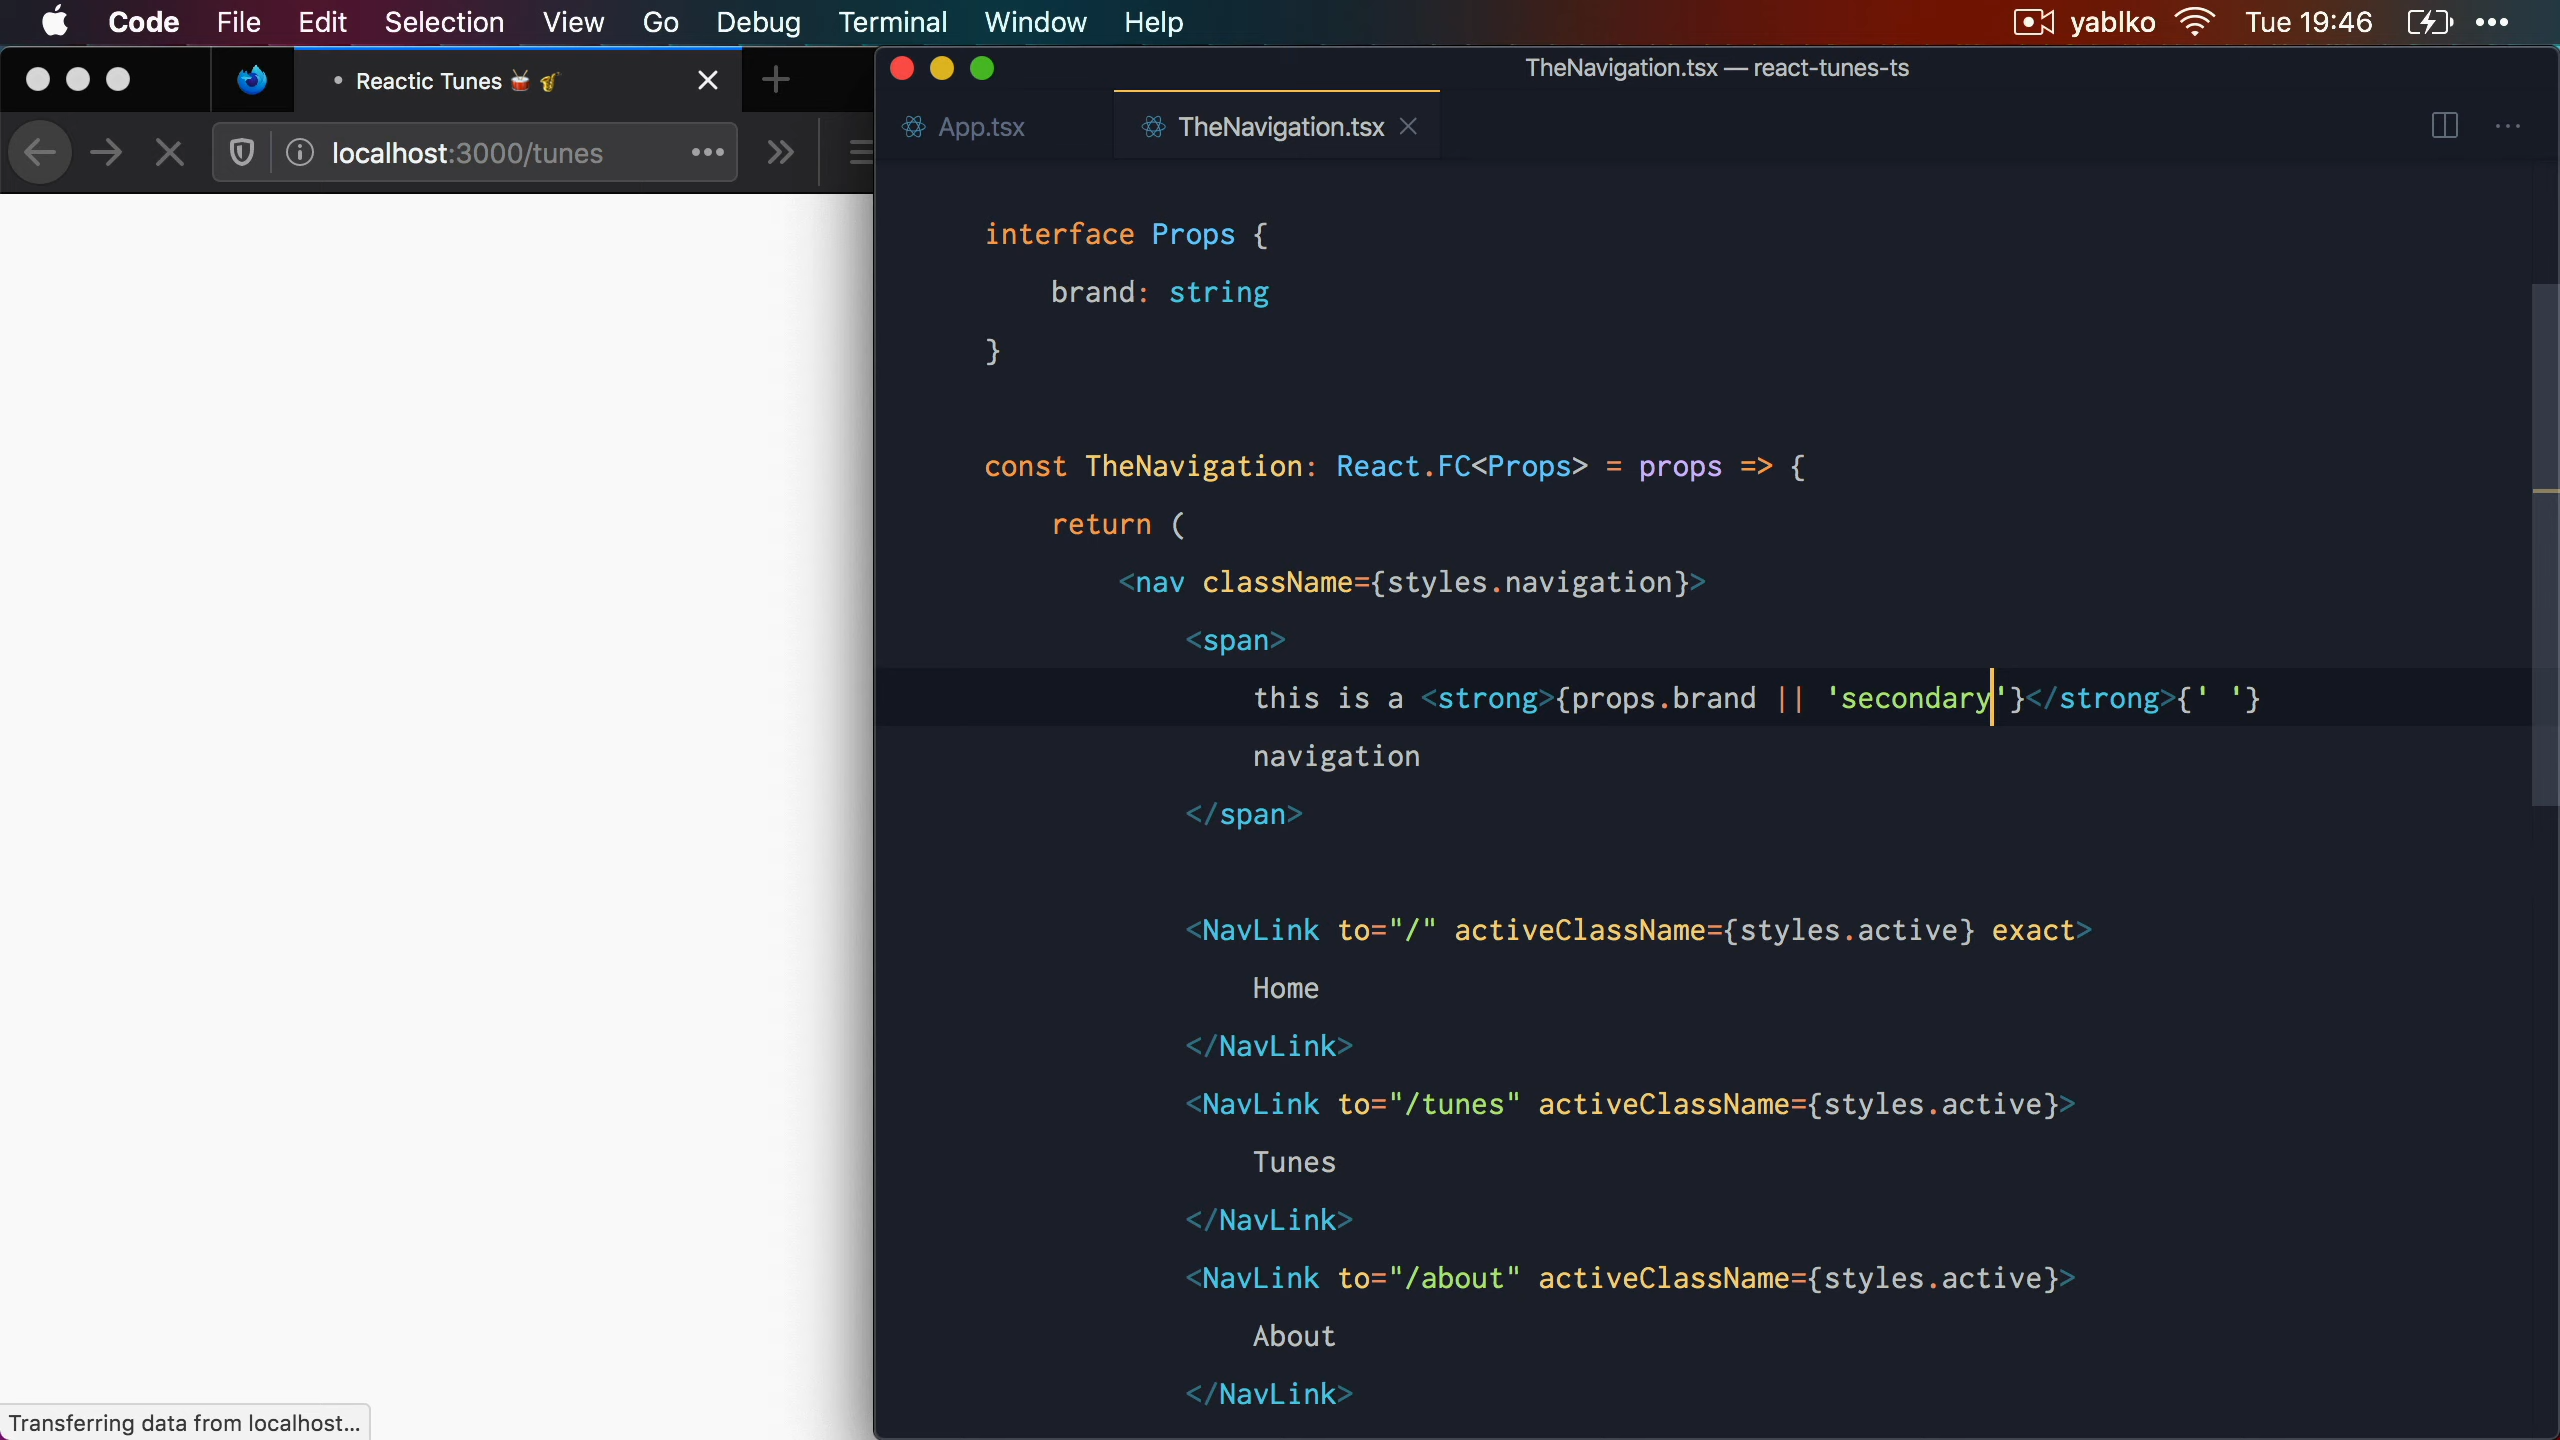 Code File Edit Selection View Go Debug Terminal Window Help yablko Tue 19:46
Reactic Tunes
localhost:3000/tunes
TheNavigation.tsx — react-tunes-ts
App.tsx TheNavigation.tsx
interface Props {
brand: string
}
const TheNavigation: React.FC<Props> = props => {
return (
<nav className={styles.navigation}>
<span>
this is a <strong>{props.brand || 'secondary'}</strong>{' '}
navigation
</span>
<NavLink to="/" activeClassName={styles.active} exact>
Home
</NavLink>
<NavLink to="/tunes" activeClassName={styles.active}>
Tunes
</NavLink>
<NavLink to="/about" activeClassName={styles.active}>
About
</NavLink>
Transferring data from localhost...